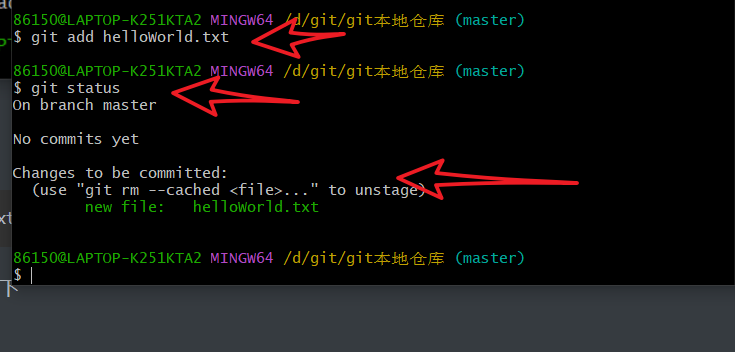 86150@LAPTOP-K251KTA2 MINGW64 /d/git/git本地仓库 (master)
$ git add helloWorld.txt
86150@LAPTOP-K251KTA2 MINGW64 /d/git/git本地仓库 (master)
$ git status
On branch master
No commits yet
Changes to be committed:
(use "git rm --cached <file>..." to unstage)
new file: helloWorld.txt
86150@LAPTOP-K251KTA2 MINGW64 /d/git/git本地仓库 (master)
$
xt
下